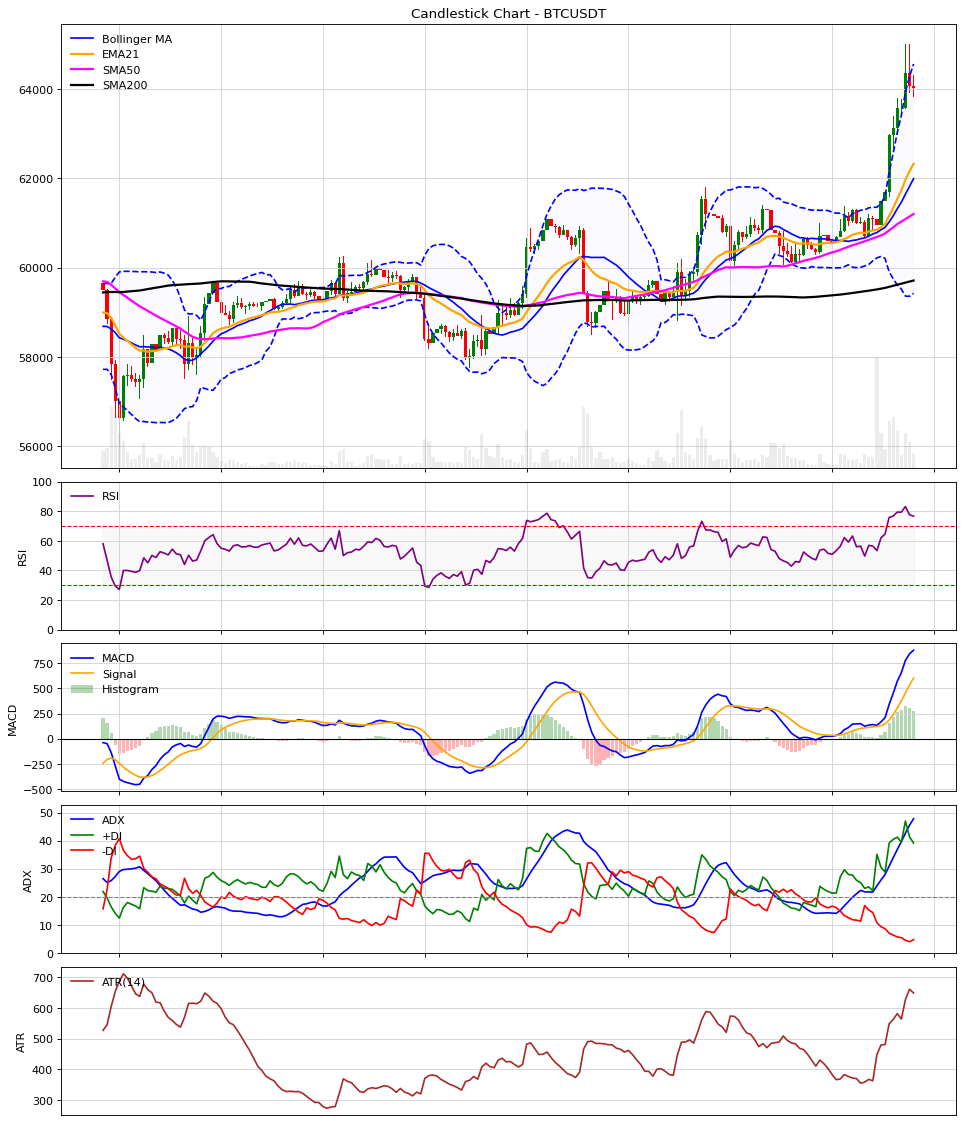 Candlestick Chart - BTCUSDT
Bollinger MA
EMA21
SMA50
SMA200
64000
62000
60000
58000
56000
RSI
RSI
100
80
60
40
20
0
MACD
MACD
Signal
Histogram
750
500
250
0
−250
−500
ADX
ADX
+DI
-DI
50
40
30
20
10
0
ATR
ATR(14)
700
600
500
400
300